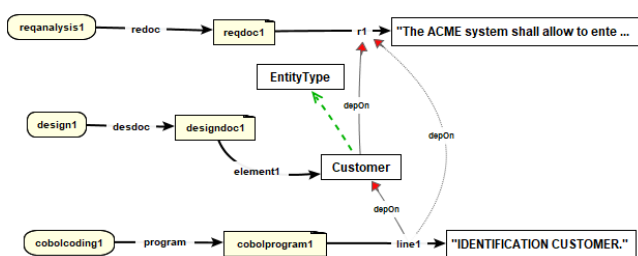 reqanalysis1 redoc reqdoc1 r1 "The ACME system shall allow to ente ...
EntityType
depOn
design1 desdoc designdoc1 depOn
element1 Customer
depOn
cobolcoding1 program cobolprogram1 line1 "IDENTIFICATION CUSTOMER."